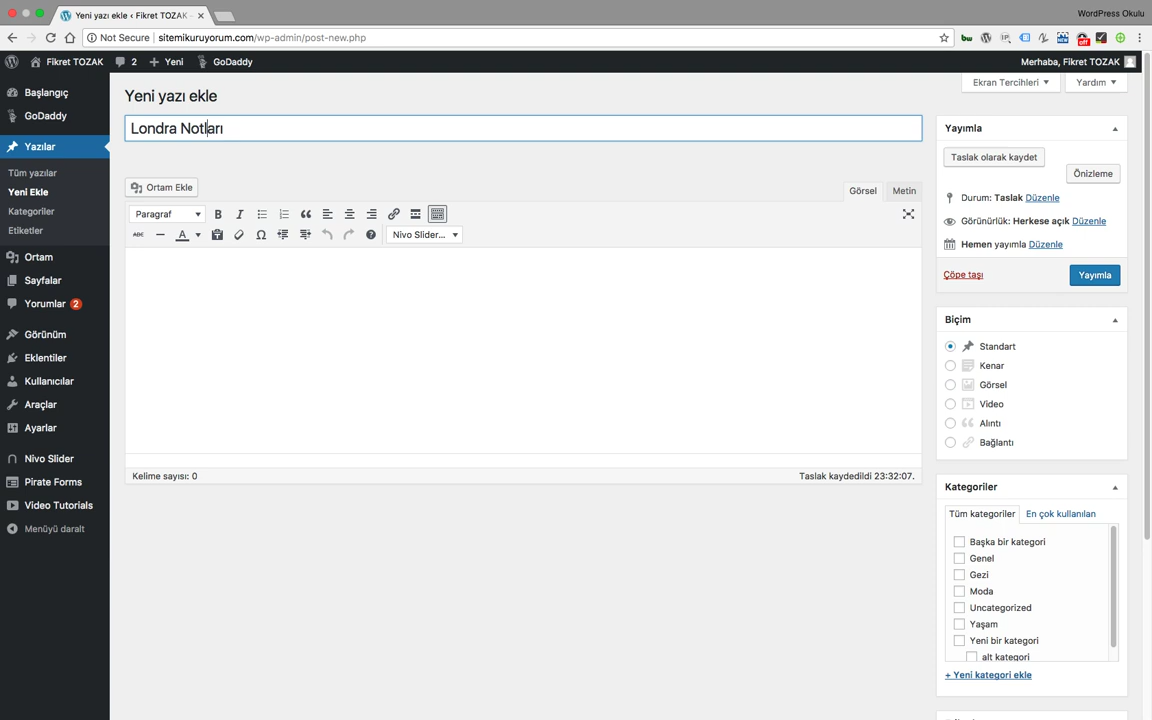 Yeni yazı ekle ‹ Fikret TOZAK
WordPress Okulu
Not Secure
sitemikuruyorum.com/wp-admin/post-new.php
off
Fikret TOZAK
2
Yeni
GoDaddy
Merhaba, Fikret TOZAK
Başlangıç
GoDaddy
Yazılar
Tüm yazılar
Yeni Ekle
Kategoriler
Etiketler
Ortam
Sayfalar
Yorumlar 2
Görünüm
Eklentiler
Kullanıcılar
Araçlar
Ayarlar
Nivo Slider
Pirate Forms
Video Tutorials
Menüyü daralt
Ekran Tercihleri
Yardım
Yeni yazı ekle
Londra Notları
Ortam Ekle
Görsel
Metin
Paragraf
B I
ABC
A
Nivo Slider...
Kelime sayısı: 0
Taslak kaydedildi 23:32:07.
Yayımla
Taslak olarak kaydet
Önizleme
Durum: Taslak Düzenle
Görünürlük: Herkese açık Düzenle
Hemen yayımla Düzenle
Çöpe taşı
Yayımla
Biçim
Standart
Kenar
Görsel
Video
Alıntı
Bağlantı
Kategoriler
Tüm kategoriler
En çok kullanılan
Başka bir kategori
Genel
Gezi
Moda
Uncategorized
Yaşam
Yeni bir kategori
alt kategori
+ Yeni kategori ekle